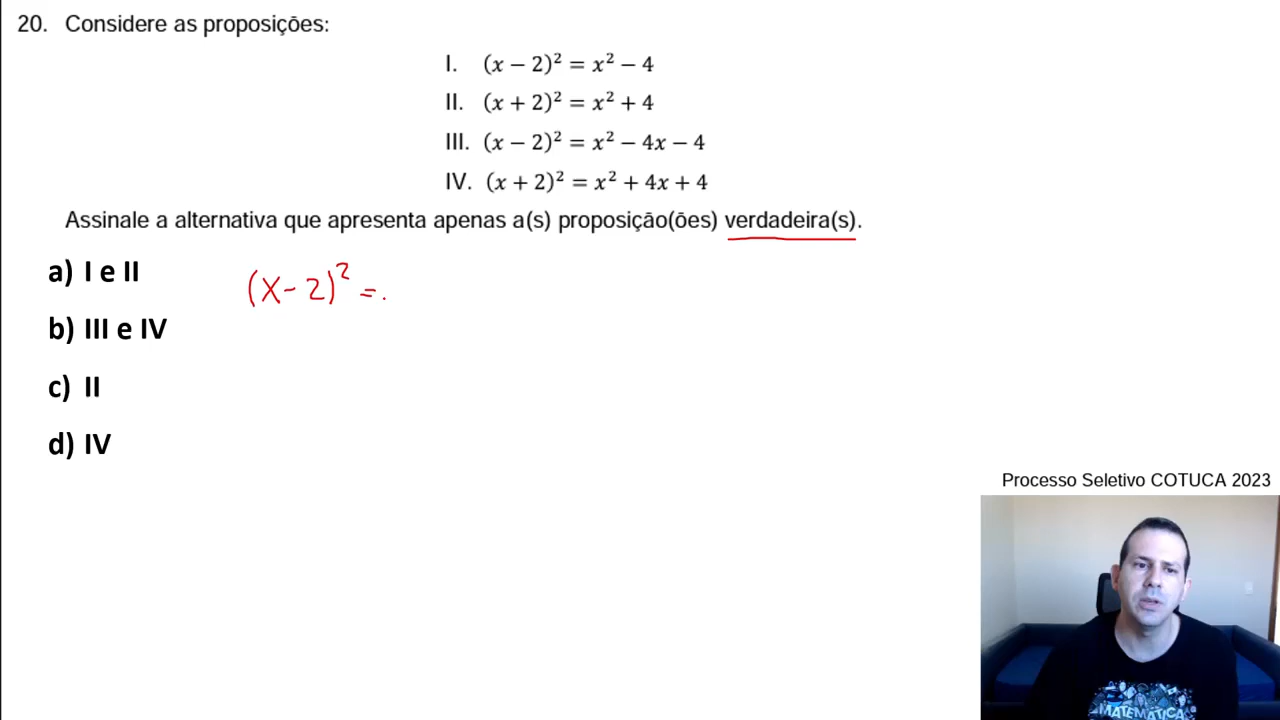 20. Considere as proposições:
I. (x − 2)² = x² − 4
II. (x + 2)² = x² + 4
III. (x − 2)² = x² − 4x − 4
IV. (x + 2)² = x² + 4x + 4
Assinale a alternativa que apresenta apenas a(s) proposição(ões) verdadeira(s).
a) I e II
(x - 2)² =
b) III e IV
c) II
d) IV
Processo Seletivo COTUCA 2023
MATEMÁTICA